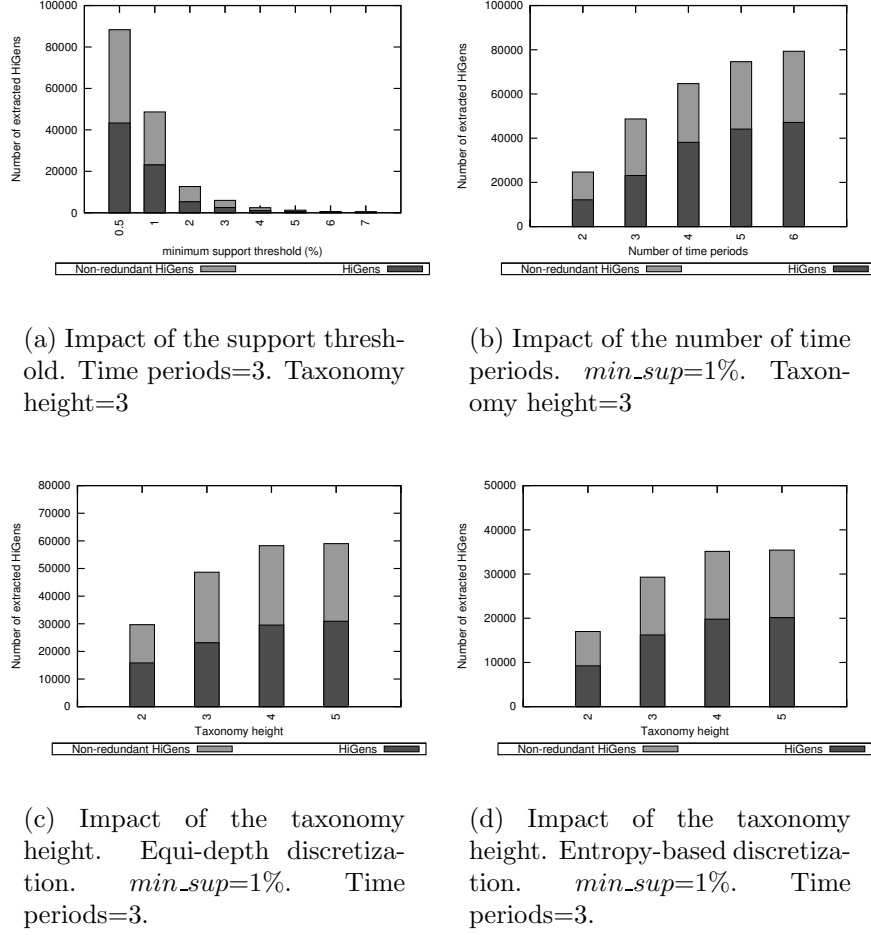 100000
80000
60000
40000
20000
0
Number of extracted HiGens
0.5
1
2
3
4
5
6
7
minimum support threshold (%)
Non-redundant HiGens
HiGens
(a) Impact of the support thresh-
old. Time periods=3. Taxonomy
height=3
100000
80000
60000
40000
20000
0
Number of extracted HiGens
2
3
4
5
6
Number of time periods
Non-redundant HiGens
HiGens
(b) Impact of the number of time
periods. min_sup=1%. Taxon-
omy height=3
80000
70000
60000
50000
40000
30000
20000
10000
0
Number of extracted HiGens
2
3
4
5
Taxonomy height
Non-redundant HiGens
HiGens
(c) Impact of the taxonomy
height. Equi-depth discretiza-
tion. min_sup=1%. Time
periods=3.
50000
40000
30000
20000
10000
0
Number of extracted HiGens
2
3
4
5
Taxonomy height
Non-redundant HiGens
HiGens
(d) Impact of the taxonomy
height. Entropy-based discretiza-
tion. min_sup=1%. Time
periods=3.